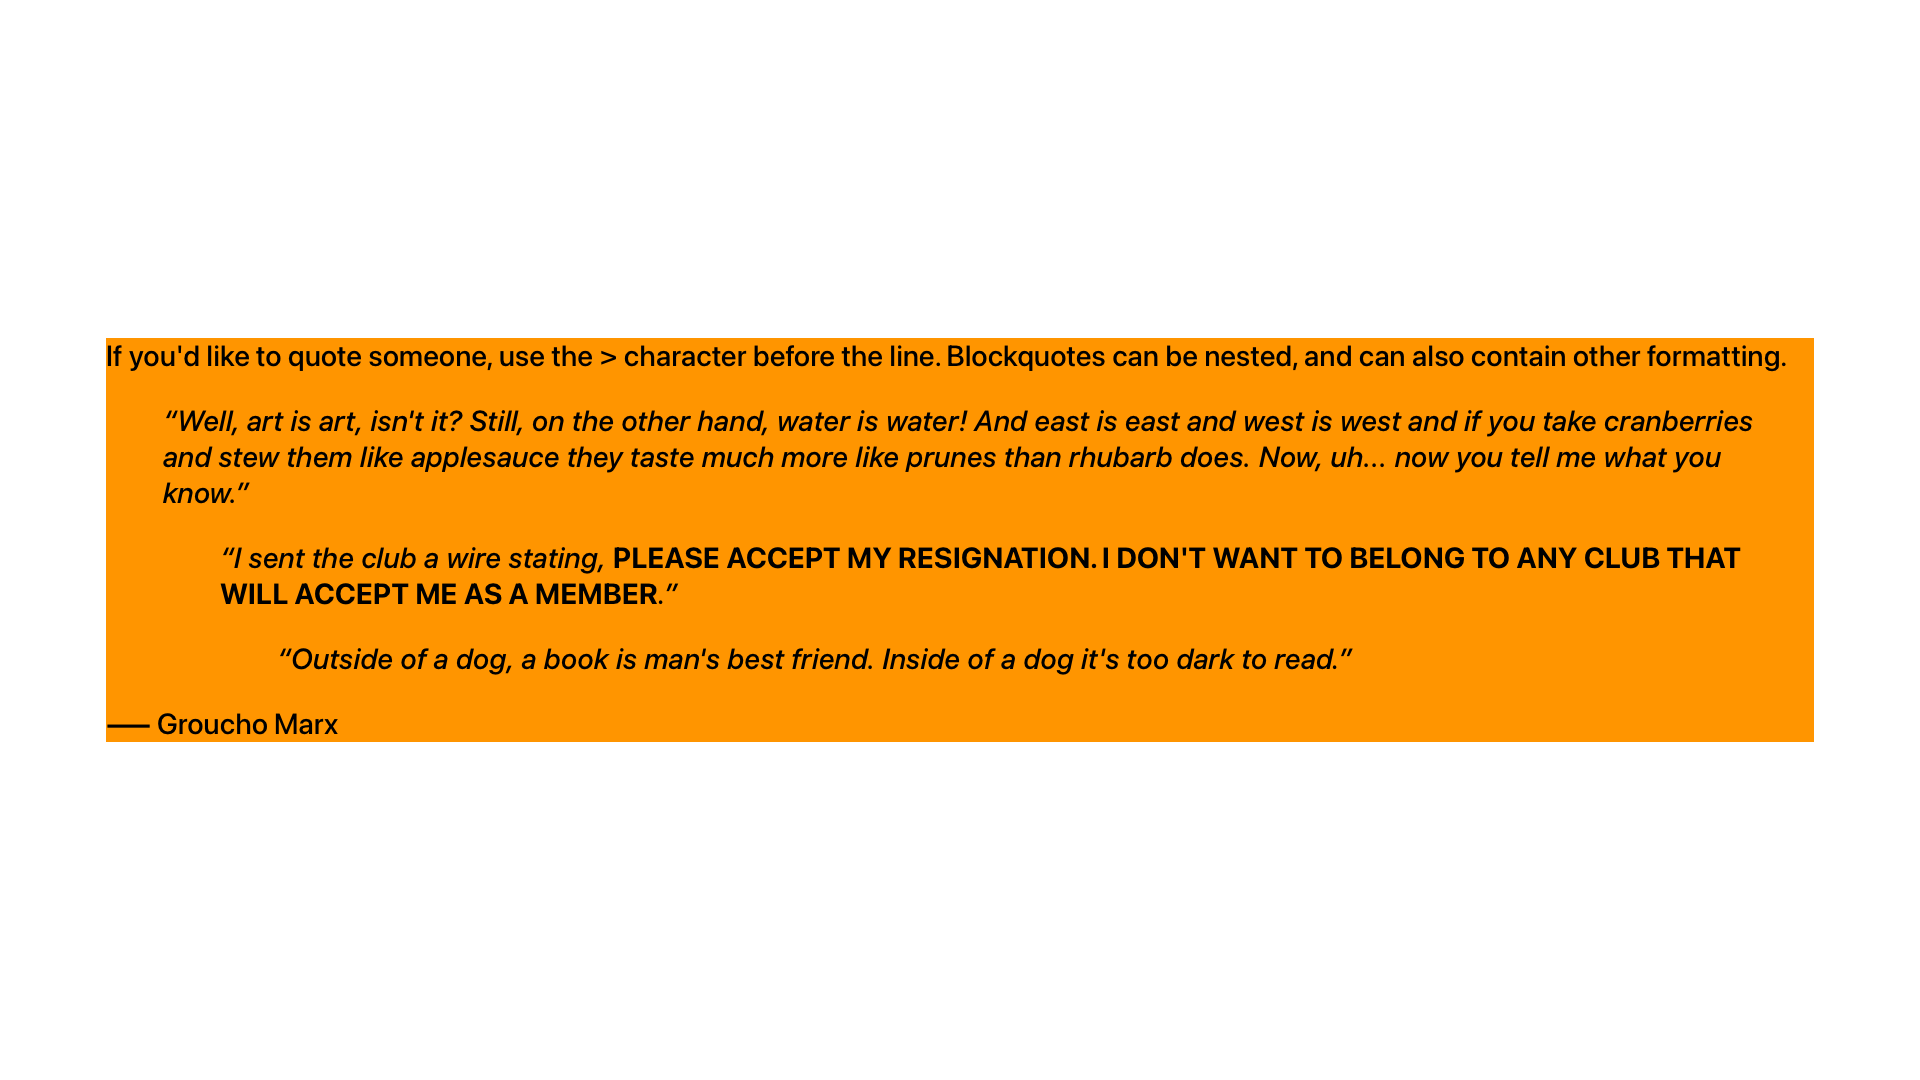 If you'd like to quote someone, use the > character before the line. Blockquotes can be nested, and can also contain other formatting.
“Well, art is art, isn't it? Still, on the other hand, water is water! And east is east and west is west and if you take cranberries
and stew them like applesauce they taste much more like prunes than rhubarb does. Now, uh... now you tell me what you
know.”
“I sent the club a wire stating, PLEASE ACCEPT MY RESIGNATION. I DON'T WANT TO BELONG TO ANY CLUB THAT
WILL ACCEPT ME AS A MEMBER.”
“Outside of a dog, a book is man's best friend. Inside of a dog it's too dark to read.”
—– Groucho Marx